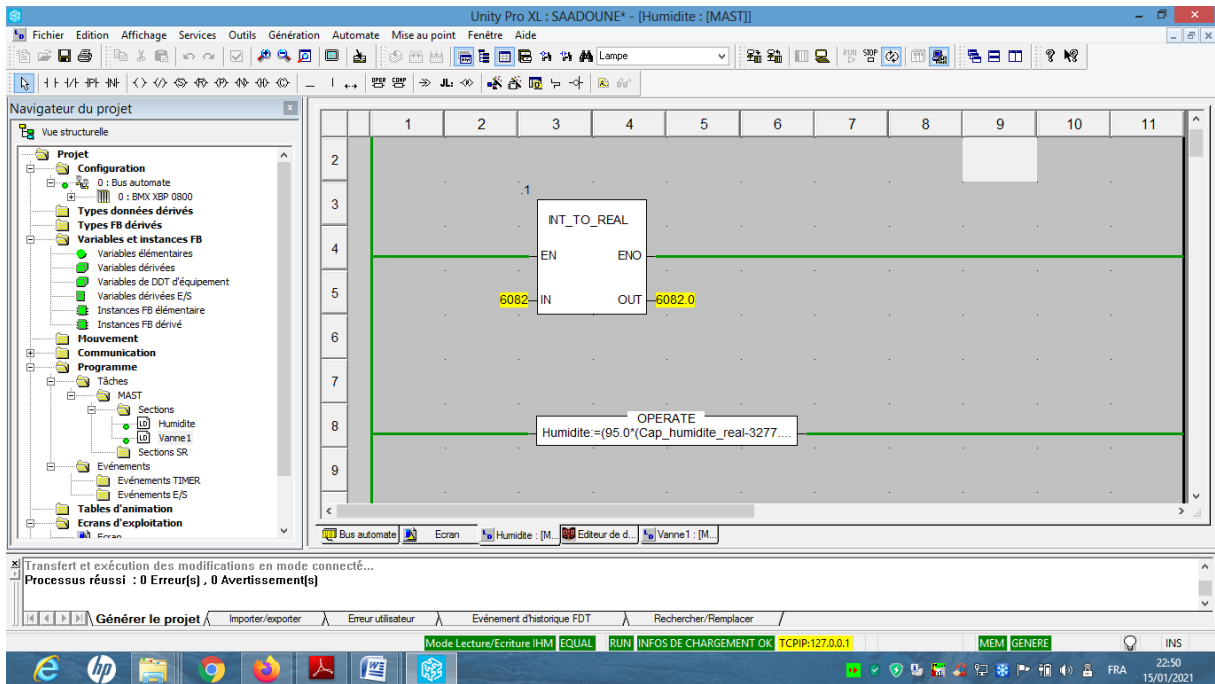 Unity Pro XL : SAADOUNE* - [Humidite : [MAST]]
Fichier Edition Affichage Services Outils Génération Automate Mise au point Fenêtre Aide
Lampe
Navigateur du projet
Vue structurelle
Projet
Configuration
0 : Bus automate
0 : BMX XBP 0800
Types données dérivés
Types FB dérivés
Variables et instances FB
Variables élémentaires
Variables dérivées
Variables de DDT d'équipement
Variables dérivées E/S
Instances FB élémentaire
Instances FB dérivé
Mouvement
Communication
Programme
Tâches
MAST
Sections
Humidite
Vanne1
Sections SR
Evénements
Evénements TIMER
Evénements E/S
Tables d'animation
Ecrans d'exploitation
Ecran
1 2 3 4 5 6 7 8 9 10 11
2
3
4
5
6
7
8
9
.1
INT_TO_REAL
EN ENO
6082 IN OUT 6082.0
OPERATE
Humidite:=(95.0*(Cap_humidite_real-3277....
Bus automate Ecran Humidite : [M... Editeur de d... Vanne1 : [M...
Transfert et exécution des modifications en mode connecté...
Processus réussi : 0 Erreur(s) , 0 Avertissement(s)
Générer le projet Importer/exporter Erreur utilisateur Evénement d'historique FDT Rechercher/Remplacer
Mode Lecture/Ecriture IHM EQUAL RUN INFOS DE CHARGEMENT OK TCPIP:127.0.0.1 MEM GENERE INS
FRA
22:50
15/01/2021